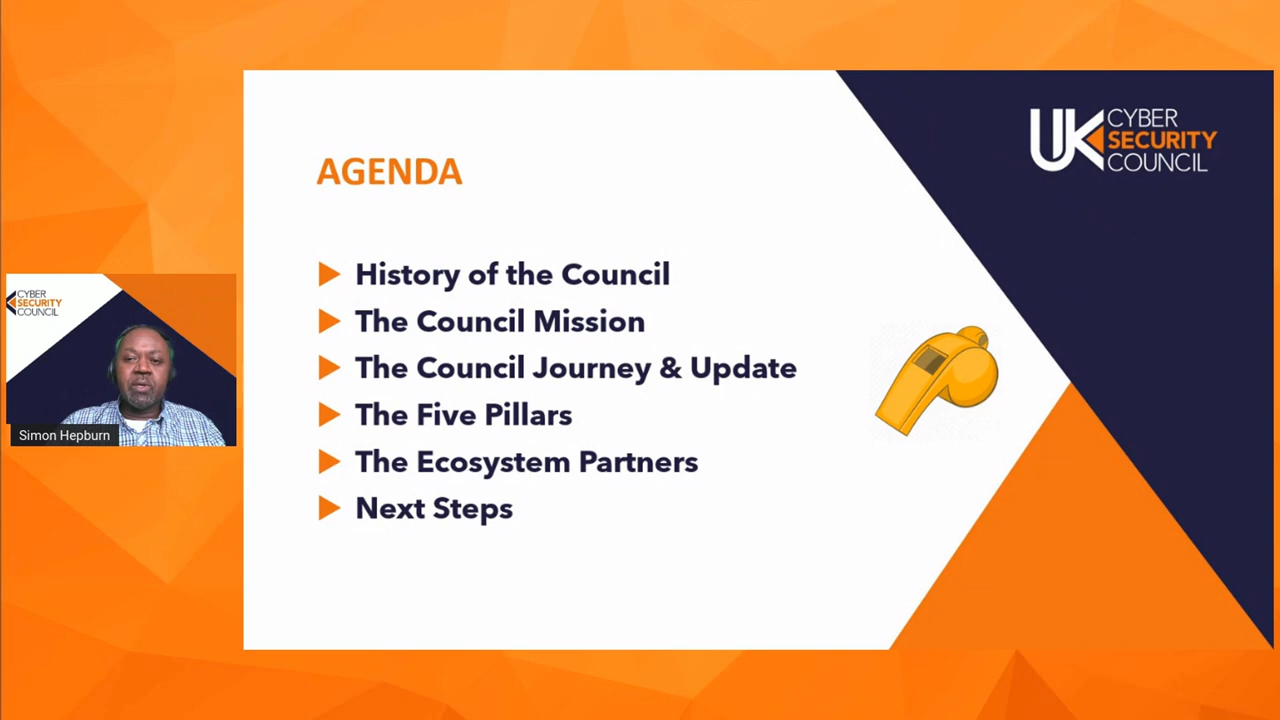 UK CYBER
SECURITY
COUNCIL
AGENDA
History of the Council
The Council Mission
The Council Journey & Update
The Five Pillars
The Ecosystem Partners
Next Steps
CYBER
SECURITY
COUNCIL
Simon Hepburn